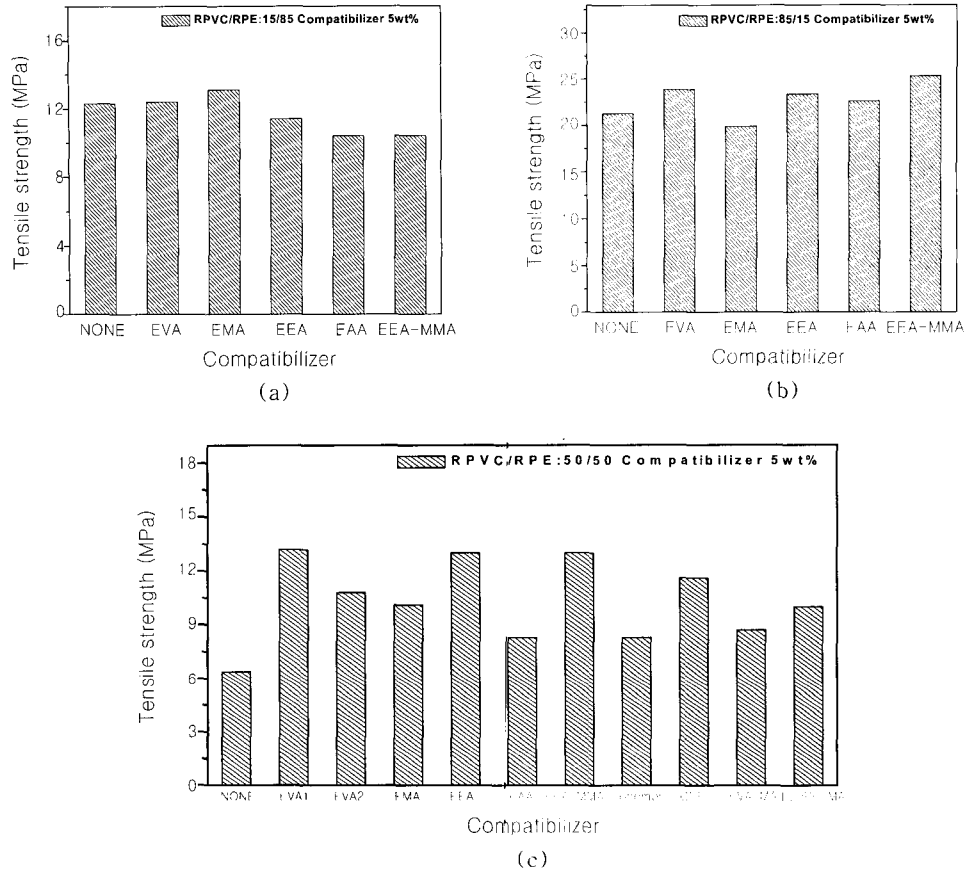 RPVC/RPE:15/85 Compatibilizer 5wt%
Tensile strength (MPa)
16
12
8
4
0
NONE EVA EMA EEA EAA EEA-MMA
Compatibilizer
(a)
RPVC/RPE:85/15 Compatibilizer 5wt%
Tensile strength (MPa)
30
25
20
15
10
5
0
NONE EVA EMA EEA EAA EEA-MMA
Compatibilizer
(b)
RPVC/RPE:50/50 Compatibilizer 5wt%
Tensile strength (MPa)
18
15
12
9
6
3
0
NONE EVA1 EVA2 EMA EEA EAA
Compatibilizer
(c)